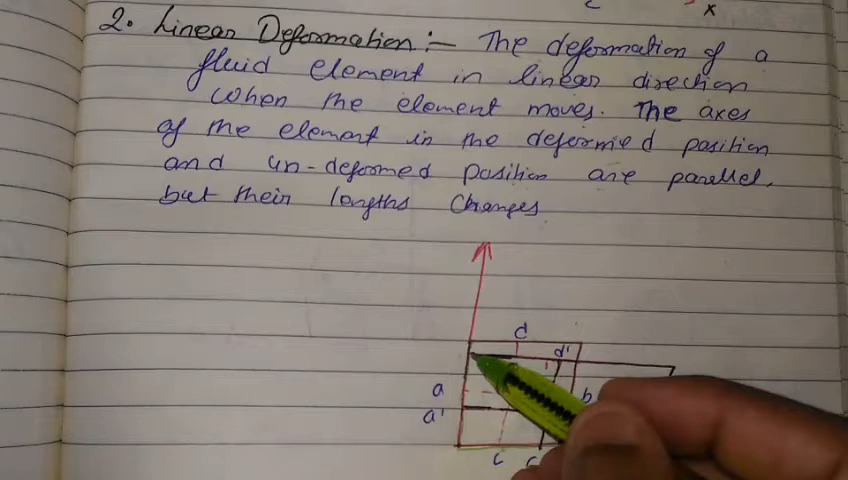 x
2. Linear Deformation :- The deformation of a
fluid element in linear direction
when the element moves. The axes
of the element in the deformed position
and un-deformed position are parallel,
but their lengths changes
d
d'
a
b
a'
c
c